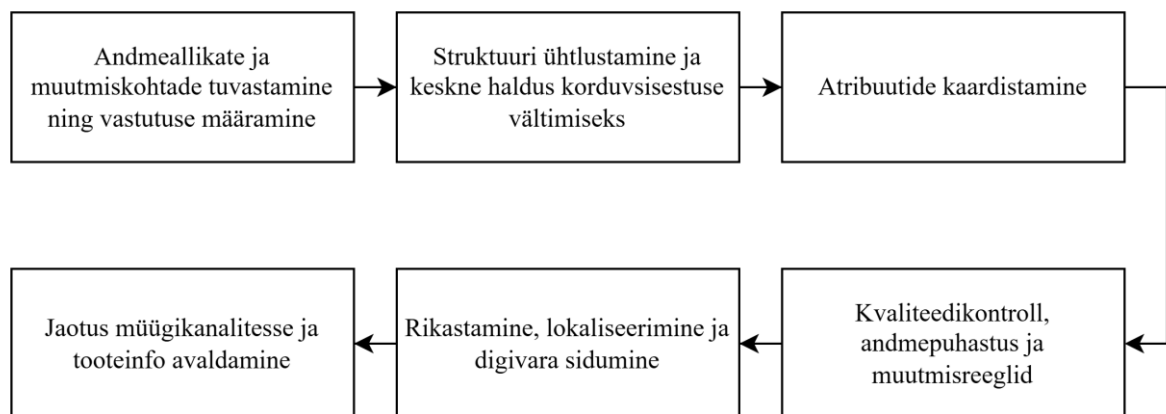 Andmeallikate ja
muutmiskohtade tuvastamine
ning vastutuse määramine
Struktuuri ühtlustamine ja
keskne haldus korduvsisestuse
vältimiseks
Atribuutide kaardistamine
Kvaliteedikontroll,
andmepuhastus ja
muutmisreeglid
Rikastamine, lokaliseerimine ja
digivara sidumine
Jaotus müügikanalitesse ja
tooteinfo avaldamine